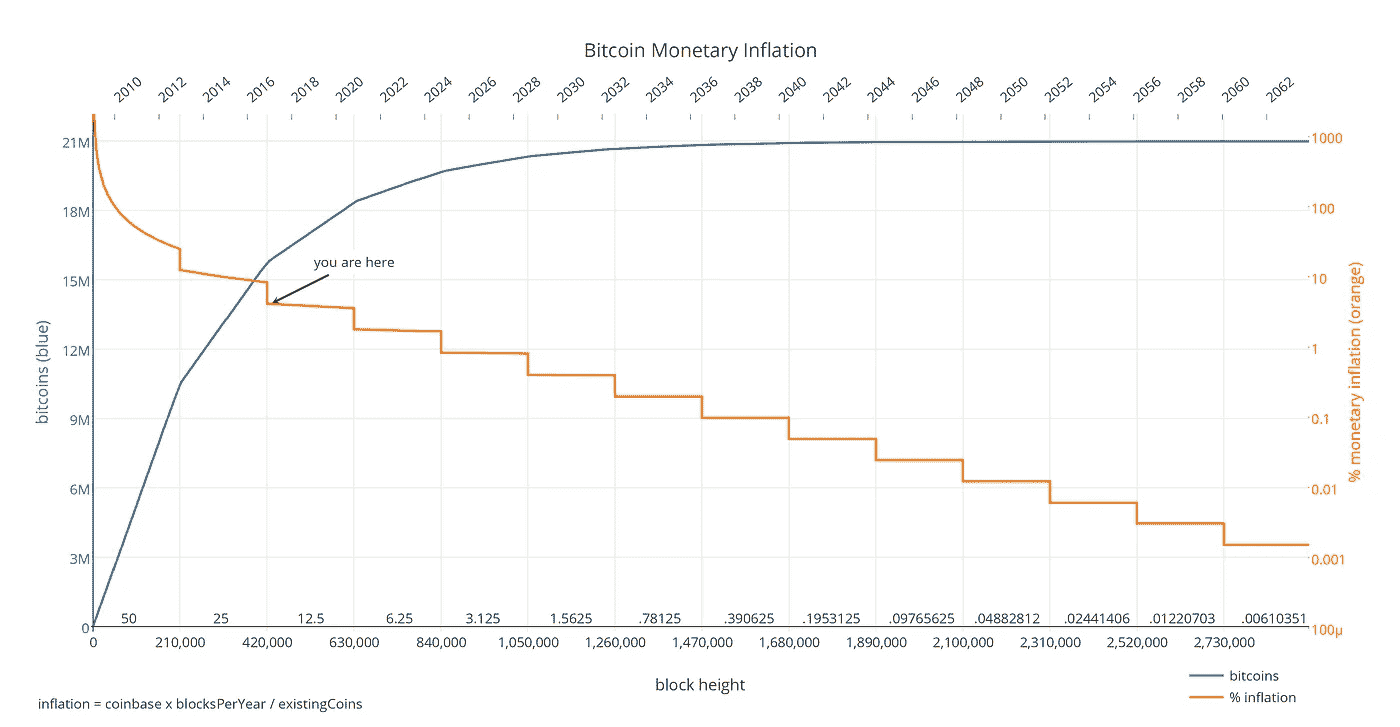 Bitcoin Monetary Inflation
2010 2012 2014 2016 2018 2020 2022 2024 2026 2028 2030 2032 2034 2036 2038 2040 2042 2044 2046 2048 2050 2052 2054 2056 2058 2060 2062
21M
18M
15M
12M
9M
6M
3M
0
bitcoins (blue)
you are here
1000
100
10
1
0.1
0.01
0.001
100µ
% monetary inflation (orange)
50 25 12.5 6.25 3.125 1.5625 .78125 .390625 .1953125 .09765625 .04882812 .02441406 .01220703 .00610351
0 210,000 420,000 630,000 840,000 1,050,000 1,260,000 1,470,000 1,680,000 1,890,000 2,100,000 2,310,000 2,520,000 2,730,000
block height
bitcoins
% inflation
inflation = coinbase x blocksPerYear / existingCoins